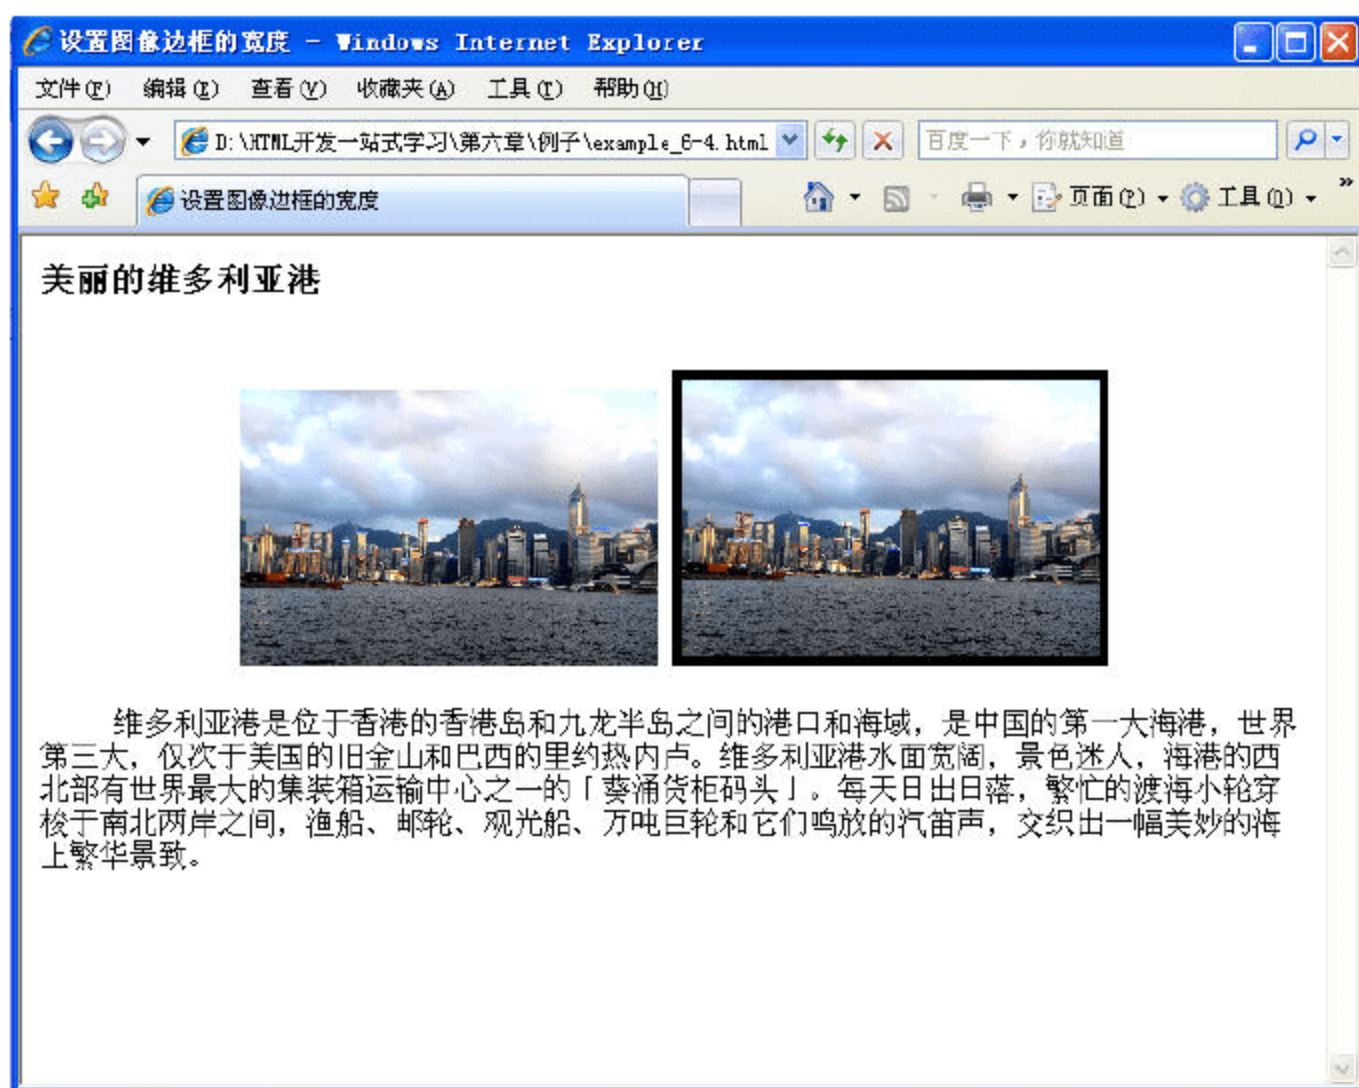 设置图像边框的宽度 - Windows Internet Explorer
文件(F) 编辑(E) 查看(V) 收藏夹(A) 工具(T) 帮助(H)
D:\HTML开发一站式学习\第六章\例子\example_6-4.html 百度一下，你就知道
设置图像边框的宽度 页面(P) 工具(O) »
美丽的维多利亚港
维多利亚港是位于香港的香港岛和九龙半岛之间的港口和海域，是中国的第一大海港，世界
第三大，仅次于美国的旧金山和巴西的里约热内卢。维多利亚港水面宽阔，景色迷人，海港的西
北部有世界最大的集装箱运输中心之一的「葵涌货柜码头」。每天日出日落，繁忙的渡海小轮穿
梭于南北两岸之间，渔船、邮轮、观光船、万吨巨轮和它们鸣放的汽笛声，交织出一幅美妙的海
上繁华景致。